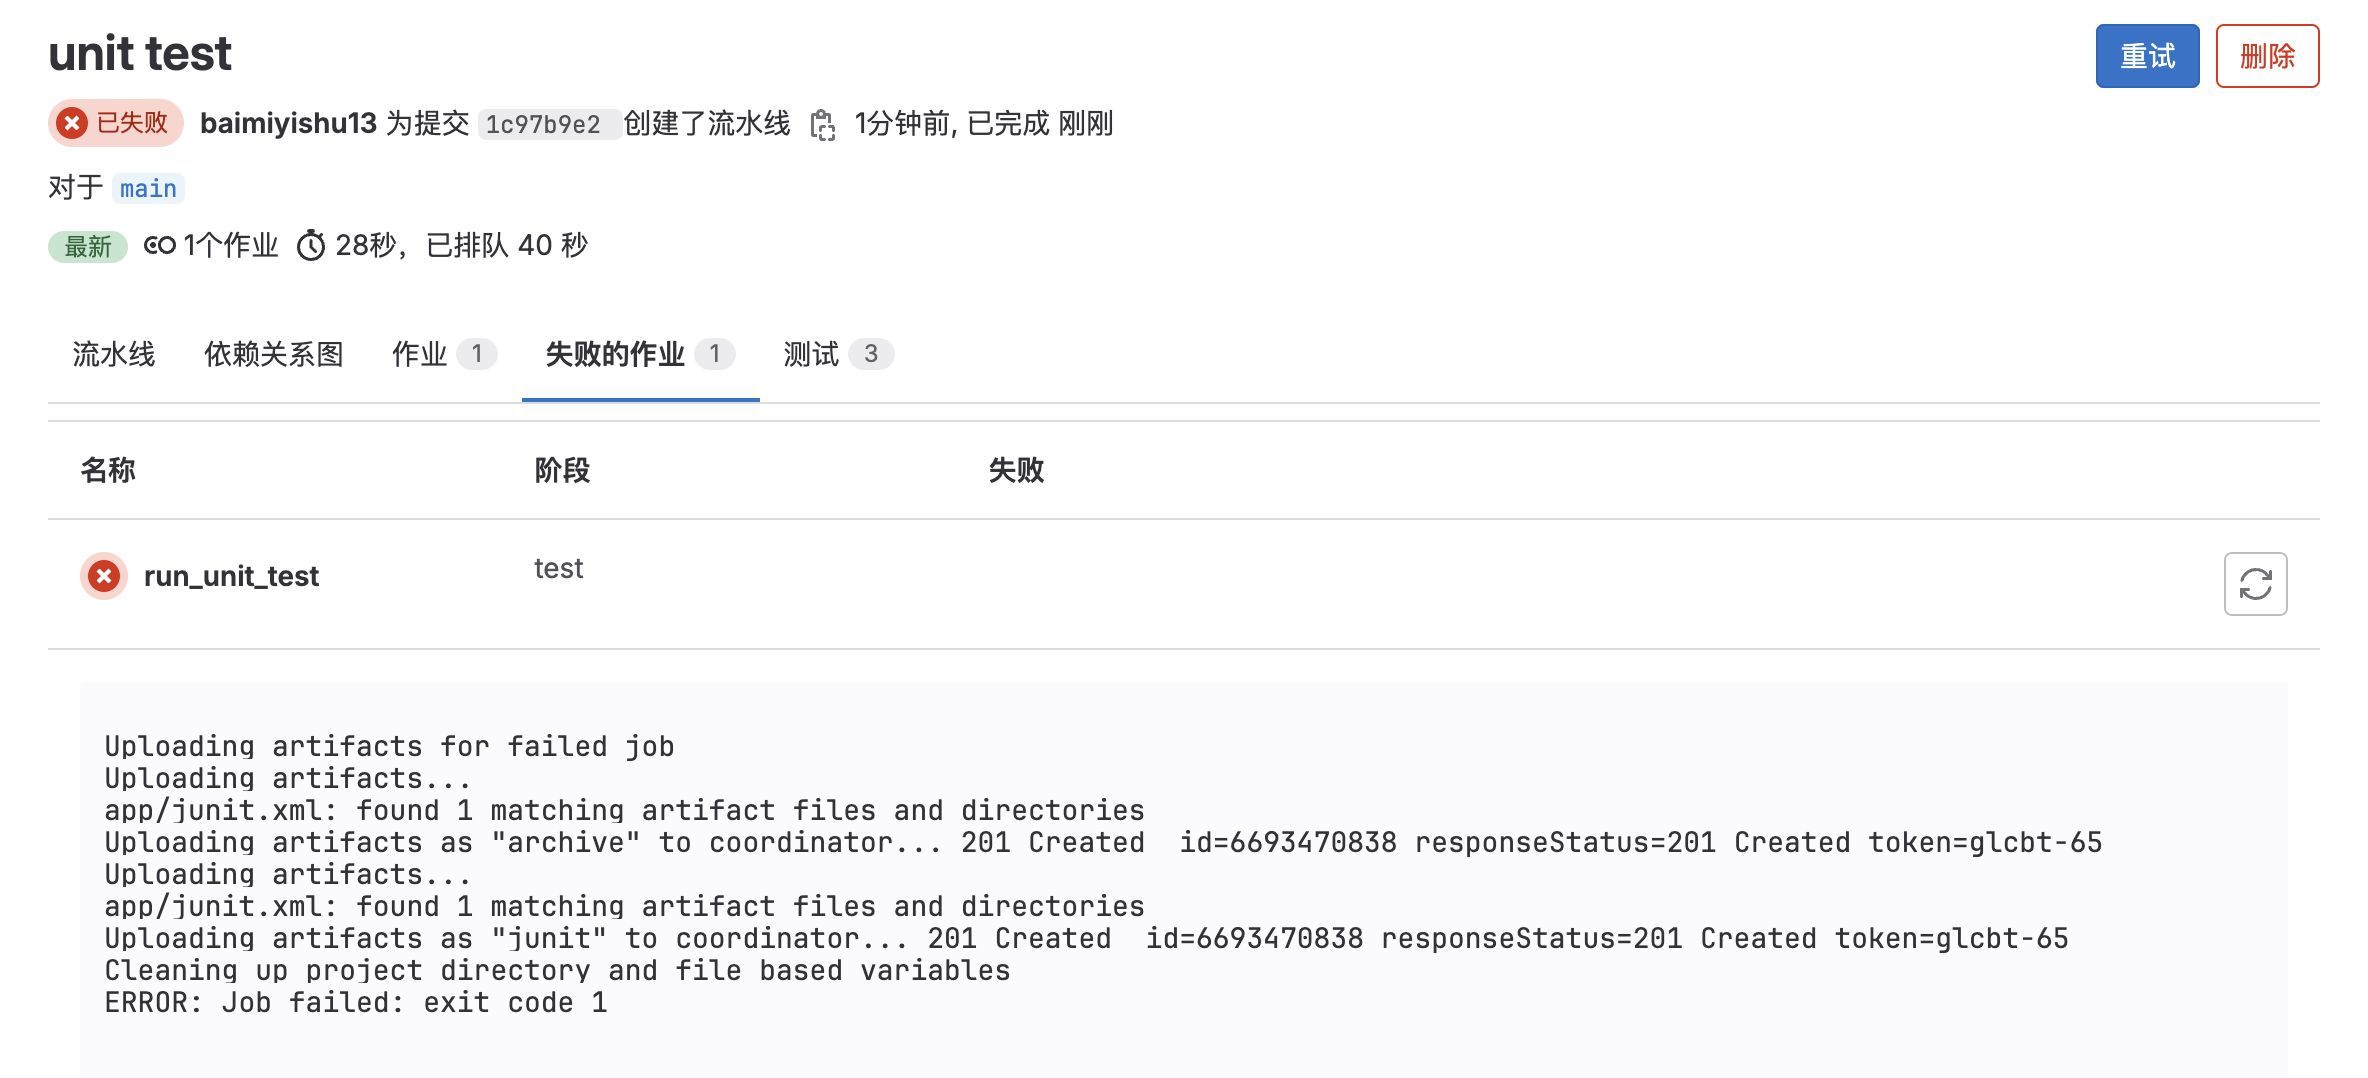 unit test
重试
删除
已失败 baimiyishu13 为提交 1c97b9e2 创建了流水线 1分钟前, 已完成 刚刚
对于 main
最新 1个作业 28秒，已排队 40 秒
流水线 依赖关系图 作业 1 失败的作业 1 测试 3
名称 阶段 失败
run_unit_test test
Uploading artifacts for failed job
Uploading artifacts...
app/junit.xml: found 1 matching artifact files and directories
Uploading artifacts as "archive" to coordinator... 201 Created  id=6693470838 responseStatus=201 Created token=glcbt-65
Uploading artifacts...
app/junit.xml: found 1 matching artifact files and directories
Uploading artifacts as "junit" to coordinator... 201 Created  id=6693470838 responseStatus=201 Created token=glcbt-65
Cleaning up project directory and file based variables
ERROR: Job failed: exit code 1